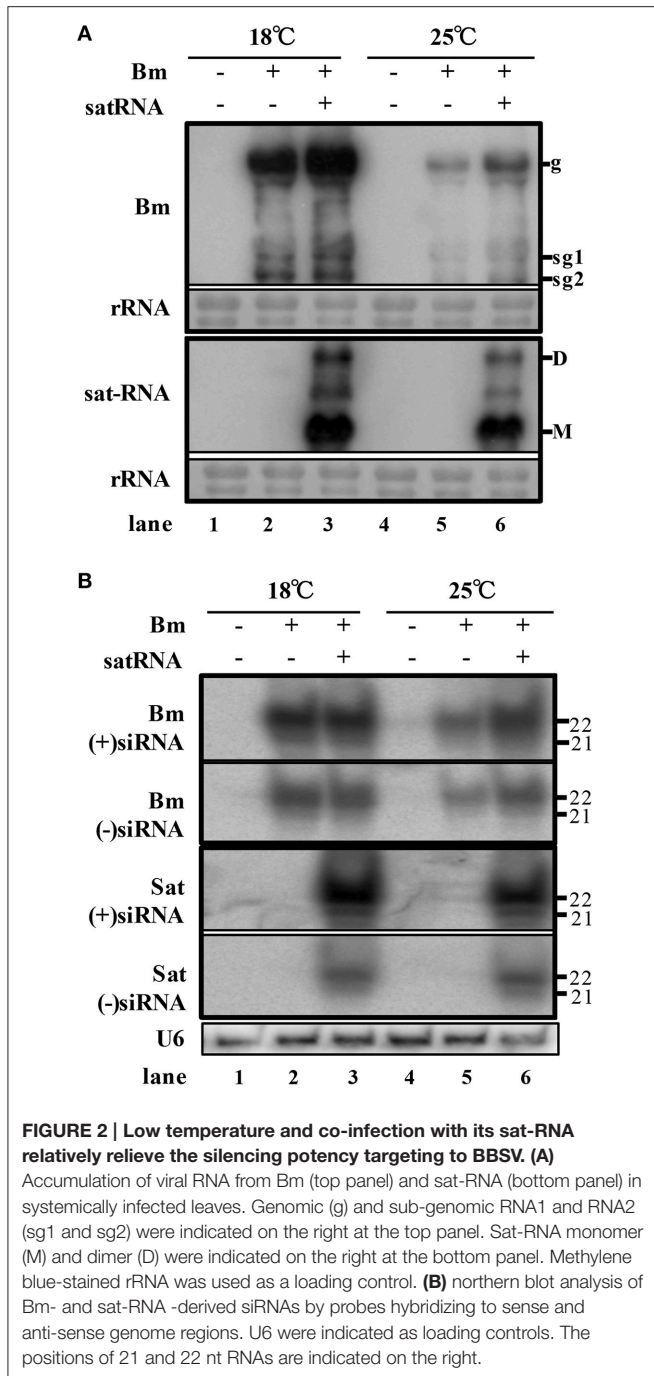 A
18℃ 25℃
Bm - + + - + +
satRNA - - + - - +
Bm
g
sg1
sg2
rRNA
sat-RNA
D
M
rRNA
lane 1 2 3 4 5 6
B
18℃ 25℃
Bm - + + - + +
satRNA - - + - - +
Bm
(+)siRNA
22
21
Bm
(-)siRNA
22
21
Sat
(+)siRNA
22
21
Sat
(-)siRNA
22
21
U6
lane 1 2 3 4 5 6
FIGURE 2 | Low temperature and co-infection with its sat-RNA
relatively relieve the silencing potency targeting to BBSV. (A)
Accumulation of viral RNA from Bm (top panel) and sat-RNA (bottom panel) in
systemically infected leaves. Genomic (g) and sub-genomic RNA1 and RNA2
(sg1 and sg2) were indicated on the right at the top panel. Sat-RNA monomer
(M) and dimer (D) were indicated on the right at the bottom panel. Methylene
blue-stained rRNA was used as a loading control. (B) northern blot analysis of
Bm- and sat-RNA -derived siRNAs by probes hybridizing to sense and
anti-sense genome regions. U6 were indicated as loading controls. The
positions of 21 and 22 nt RNAs are indicated on the right.